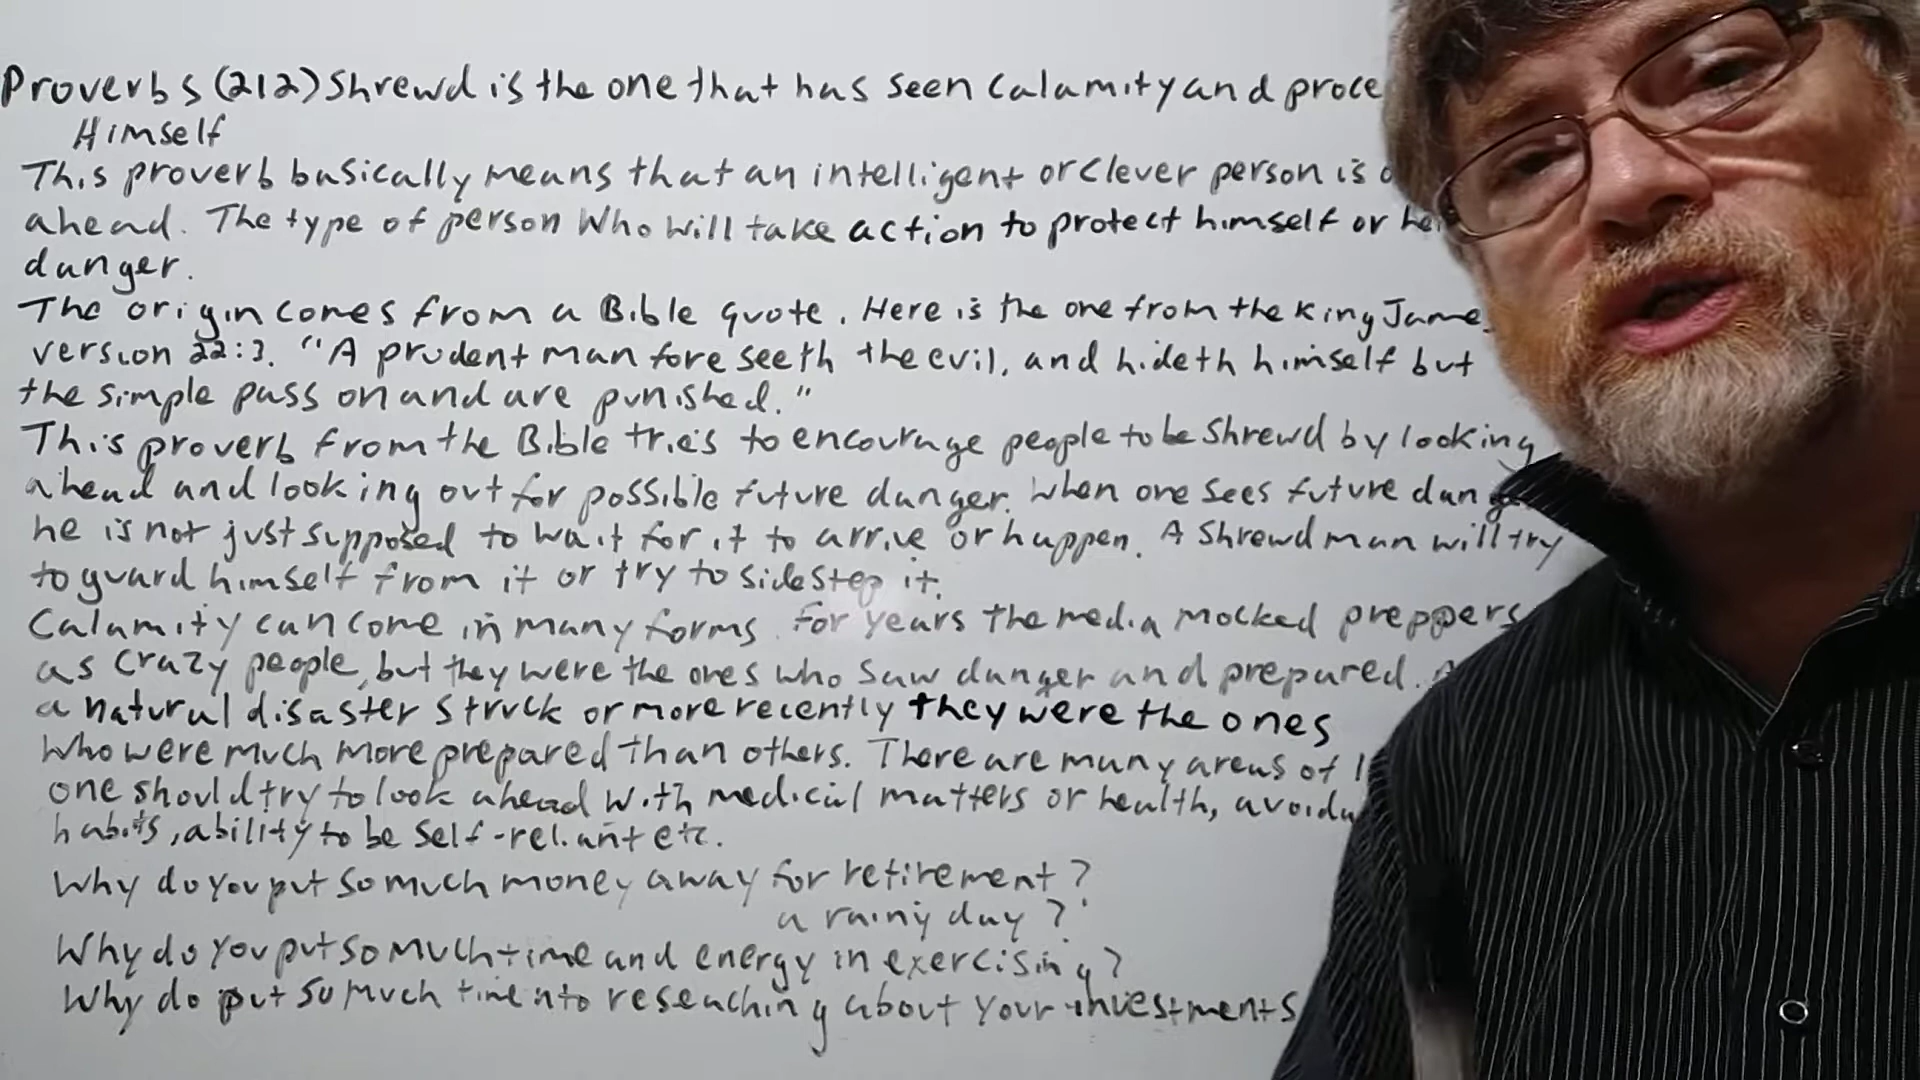 Proverbs (212) Shrewd is the one that has seen calamity and proce
Himself
This proverb basically means that an intelligent or clever person is
ahead. The type of person who will take action to protect himself or he
danger.
The origin comes from a Bible quote. Here is the one from the King Jame
version 22:3. "A prudent man foreseeth the evil, and hideth himself but
the simple pass on and are punished."
This proverb from the Bible tries to encourage people to be shrewd by looking
ahead and looking out for possible future danger. When one sees future dang
he is not just supposed to wait for it to arrive or happen. A shrewd man will try
to guard himself from it or try to sidestep it.
Calamity can come in many forms. For years the media mocked preppers
as crazy people, but they were the ones who saw danger and prepared.
a natural disaster struck or more recently they were the ones
who were much more prepared than others. There are many areas of l
one should try to look ahead with medical matters or health, avoida
habits, ability to be self-reliant etc.
Why do you put so much money away for retirement?
a rainy day?
Why do you put so much time and energy in exercising?
Why do put so much time into reseaching about your investments